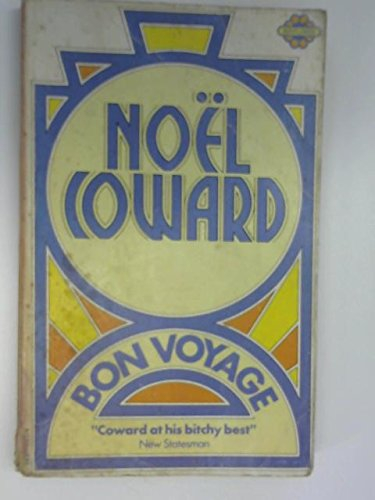 NOËL
COWARD
BON VOYAGE
"Coward at his bitchy best"
New Statesman